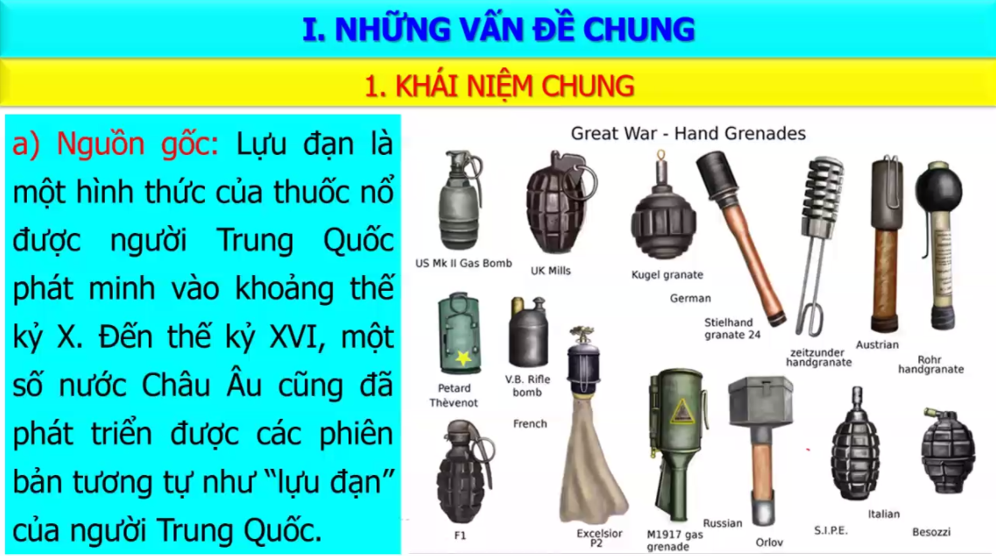 I. NHỮNG VẤN ĐỀ CHUNG
1. KHÁI NIỆM CHUNG
a) Nguồn gốc: Lựu đạn là
một hình thức của thuốc nổ
được người Trung Quốc
phát minh vào khoảng thế
kỷ X. Đến thế kỷ XVI, một
số nước Châu Âu cũng đã
phát triển được các phiên
bản tương tự như “lựu đạn”
của người Trung Quốc.
Great War - Hand Grenades
US Mk II Gas Bomb
UK Mills
Kugel granate
German
Stielhand
granate 24
zeitzunder
handgranate
Austrian
Rohr
handgranate
Petard
Thèvenot
V.B. Rifle
bomb
French
F1
Excelsior
P2
M1917 gas
grenade
Russian
Orlov
S.I.P.E.
Italian
Besozzi